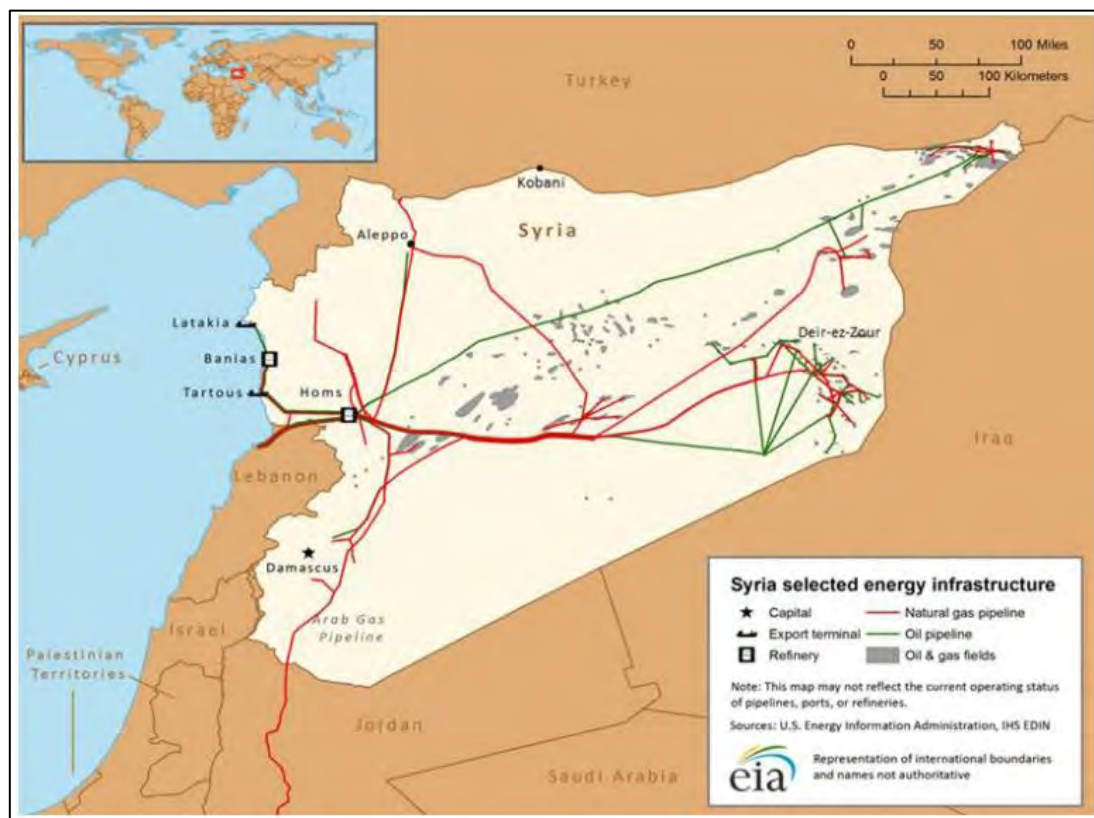 0 50 100 Miles
0 50 100 Kilometers
Turkey
Kobani
Syria
Aleppo
Latakia
Deir-ez-Zour
Cyprus
Banias
Tartous
Homs
Iraq
Lebanon
Damascus
Arab Gas
Pipeline
Israel
Palestinian
Territories
Jordan
Saudi Arabia
Syria selected energy infrastructure
Capital
Natural gas pipeline
Export terminal
Oil pipeline
Refinery
Oil & gas fields
Note: This map may not reflect the current operating status
of pipelines, ports, or refineries.
Sources: U.S. Energy Information Administration, IHS EDIN
eia
Representation of international boundaries
and names not authoritative